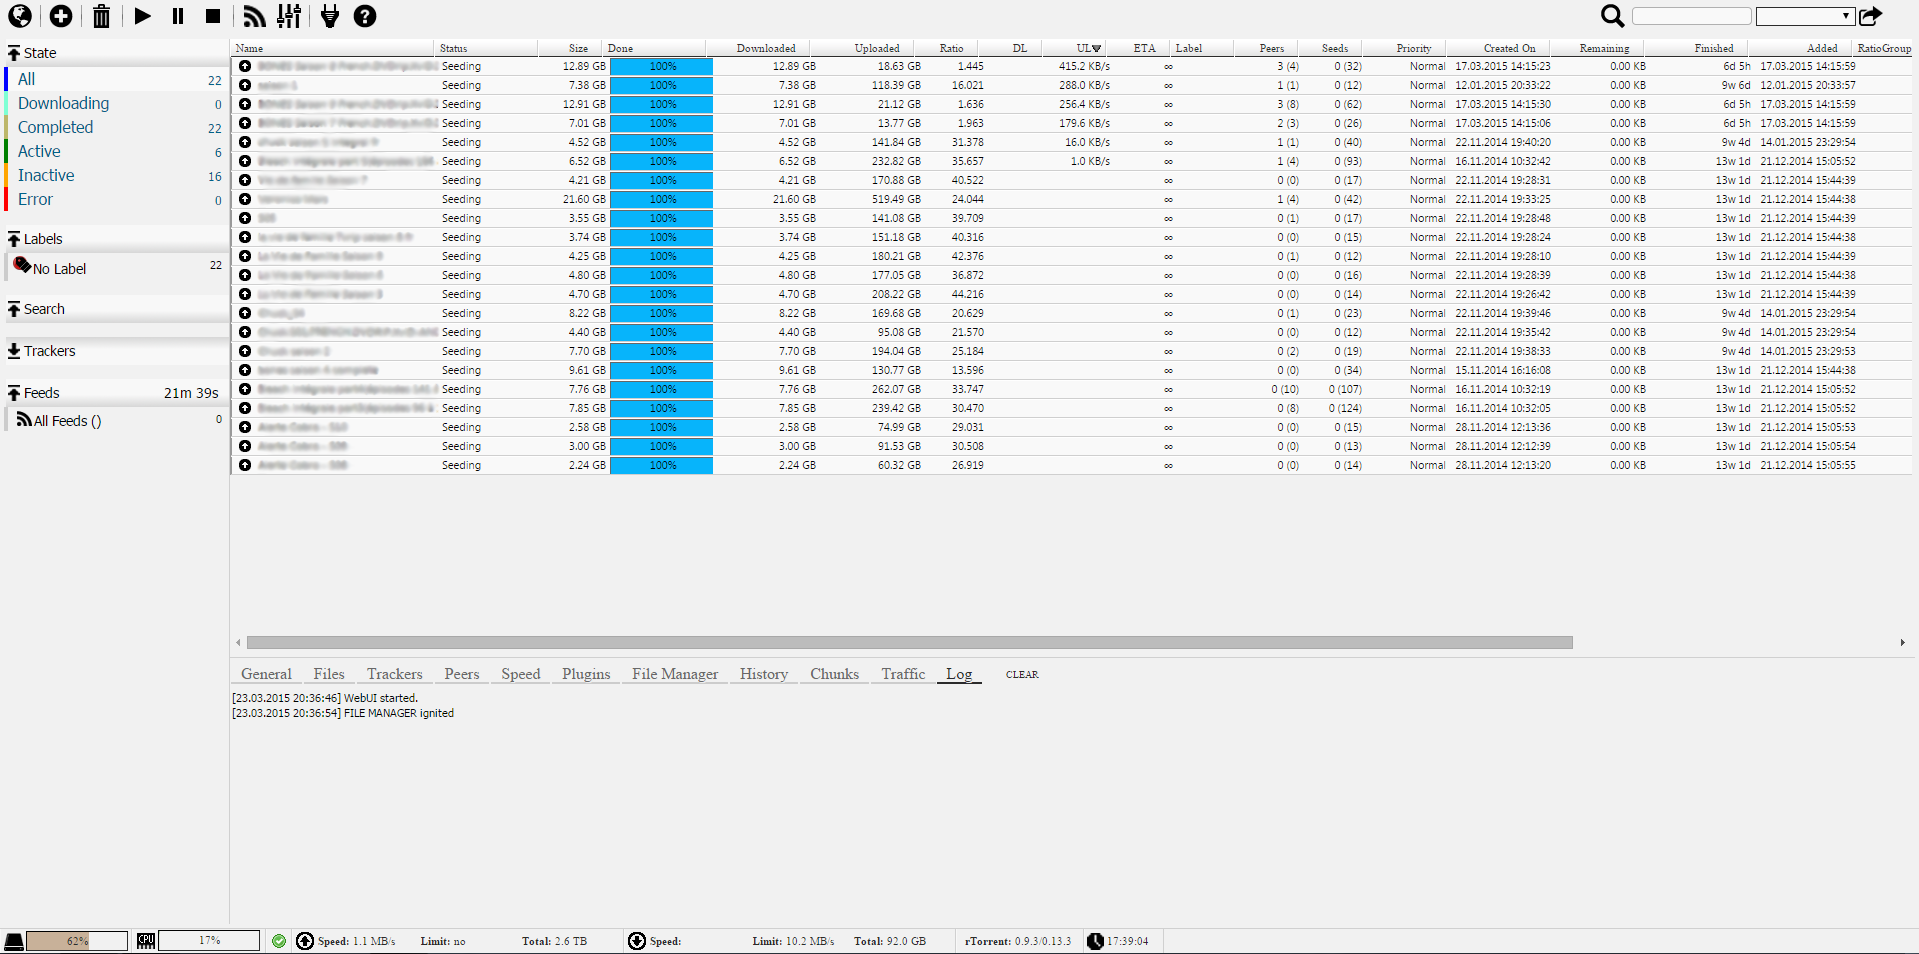 State
All 22
Downloading 0
Completed 22
Active 6
Inactive 16
Error 0
Labels
No Label 22
Search
Trackers
Feeds 21m 39s
All Feeds () 0
Name Status Size Done Downloaded Uploaded Ratio DL UL ETA Label Peers Seeds Priority Created On Remaining Finished Added RatioGroup
Seeding 12.89 GB 100% 12.89 GB 18.63 GB 1.445 415.2 KB/s ∞ 3 (4) 0 (32) Normal 17.03.2015 14:15:23 0.00 KB 6d 5h 17.03.2015 14:15:59
Seeding 7.38 GB 100% 7.38 GB 118.39 GB 16.021 288.0 KB/s ∞ 1 (1) 0 (12) Normal 12.01.2015 20:33:22 0.00 KB 9w 6d 12.01.2015 20:33:57
Seeding 12.91 GB 100% 12.91 GB 21.12 GB 1.636 256.4 KB/s ∞ 3 (8) 0 (62) Normal 17.03.2015 14:15:30 0.00 KB 6d 5h 17.03.2015 14:15:59
Seeding 7.01 GB 100% 7.01 GB 13.77 GB 1.963 179.6 KB/s ∞ 2 (3) 0 (26) Normal 17.03.2015 14:15:06 0.00 KB 6d 5h 17.03.2015 14:15:59
Seeding 4.52 GB 100% 4.52 GB 141.84 GB 31.378 16.0 KB/s ∞ 1 (1) 0 (40) Normal 22.11.2014 19:40:20 0.00 KB 9w 4d 14.01.2015 23:29:54
Seeding 6.52 GB 100% 6.52 GB 232.82 GB 35.657 1.0 KB/s ∞ 1 (4) 0 (93) Normal 16.11.2014 10:32:42 0.00 KB 13w 1d 21.12.2014 15:05:52
Seeding 4.21 GB 100% 4.21 GB 170.88 GB 40.522 ∞ 0 (0) 0 (17) Normal 22.11.2014 19:28:31 0.00 KB 13w 1d 21.12.2014 15:44:39
Seeding 21.60 GB 100% 21.60 GB 519.49 GB 24.044 ∞ 1 (4) 0 (42) Normal 22.11.2014 19:33:25 0.00 KB 13w 1d 21.12.2014 15:44:38
Seeding 3.55 GB 100% 3.55 GB 141.08 GB 39.709 ∞ 0 (1) 0 (17) Normal 22.11.2014 19:28:48 0.00 KB 13w 1d 21.12.2014 15:44:39
Seeding 3.74 GB 100% 3.74 GB 151.18 GB 40.316 ∞ 0 (0) 0 (15) Normal 22.11.2014 19:28:24 0.00 KB 13w 1d 21.12.2014 15:44:38
Seeding 4.25 GB 100% 4.25 GB 180.21 GB 42.376 ∞ 0 (1) 0 (12) Normal 22.11.2014 19:28:10 0.00 KB 13w 1d 21.12.2014 15:44:39
Seeding 4.80 GB 100% 4.80 GB 177.05 GB 36.872 ∞ 0 (0) 0 (16) Normal 22.11.2014 19:28:39 0.00 KB 13w 1d 21.12.2014 15:44:38
Seeding 4.70 GB 100% 4.70 GB 208.22 GB 44.216 ∞ 0 (0) 0 (14) Normal 22.11.2014 19:26:42 0.00 KB 13w 1d 21.12.2014 15:44:39
Seeding 8.22 GB 100% 8.22 GB 169.68 GB 20.629 ∞ 0 (1) 0 (23) Normal 22.11.2014 19:39:46 0.00 KB 9w 4d 14.01.2015 23:29:54
Seeding 4.40 GB 100% 4.40 GB 95.08 GB 21.570 ∞ 0 (0) 0 (12) Normal 22.11.2014 19:35:42 0.00 KB 9w 4d 14.01.2015 23:29:54
Seeding 7.70 GB 100% 7.70 GB 194.04 GB 25.184 ∞ 0 (2) 0 (19) Normal 22.11.2014 19:38:33 0.00 KB 9w 4d 14.01.2015 23:29:53
Seeding 9.61 GB 100% 9.61 GB 130.77 GB 13.596 ∞ 0 (0) 0 (34) Normal 15.11.2014 16:16:08 0.00 KB 13w 1d 21.12.2014 15:44:38
Seeding 7.76 GB 100% 7.76 GB 262.07 GB 33.747 ∞ 0 (10) 0 (107) Normal 16.11.2014 10:32:19 0.00 KB 13w 1d 21.12.2014 15:05:52
Seeding 7.85 GB 100% 7.85 GB 239.42 GB 30.470 ∞ 0 (8) 0 (124) Normal 16.11.2014 10:32:05 0.00 KB 13w 1d 21.12.2014 15:05:52
Seeding 2.58 GB 100% 2.58 GB 74.99 GB 29.031 ∞ 0 (0) 0 (15) Normal 28.11.2014 12:13:36 0.00 KB 13w 1d 21.12.2014 15:05:53
Seeding 3.00 GB 100% 3.00 GB 91.53 GB 30.508 ∞ 0 (0) 0 (13) Normal 28.11.2014 12:12:39 0.00 KB 13w 1d 21.12.2014 15:05:54
Seeding 2.24 GB 100% 2.24 GB 60.32 GB 26.919 ∞ 0 (0) 0 (14) Normal 28.11.2014 12:13:20 0.00 KB 13w 1d 21.12.2014 15:05:55
General Files Trackers Peers Speed Plugins File Manager History Chunks Traffic Log CLEAR
[23.03.2015 20:36:46] WebUI started.
[23.03.2015 20:36:54] FILE MANAGER ignited
62% CPU 17% Speed: 1.1 MB/s Limit: no Total: 2.6 TB Speed: Limit: 10.2 MB/s Total: 92.0 GB rTorrent: 0.9.3/0.13.3 17:39:04